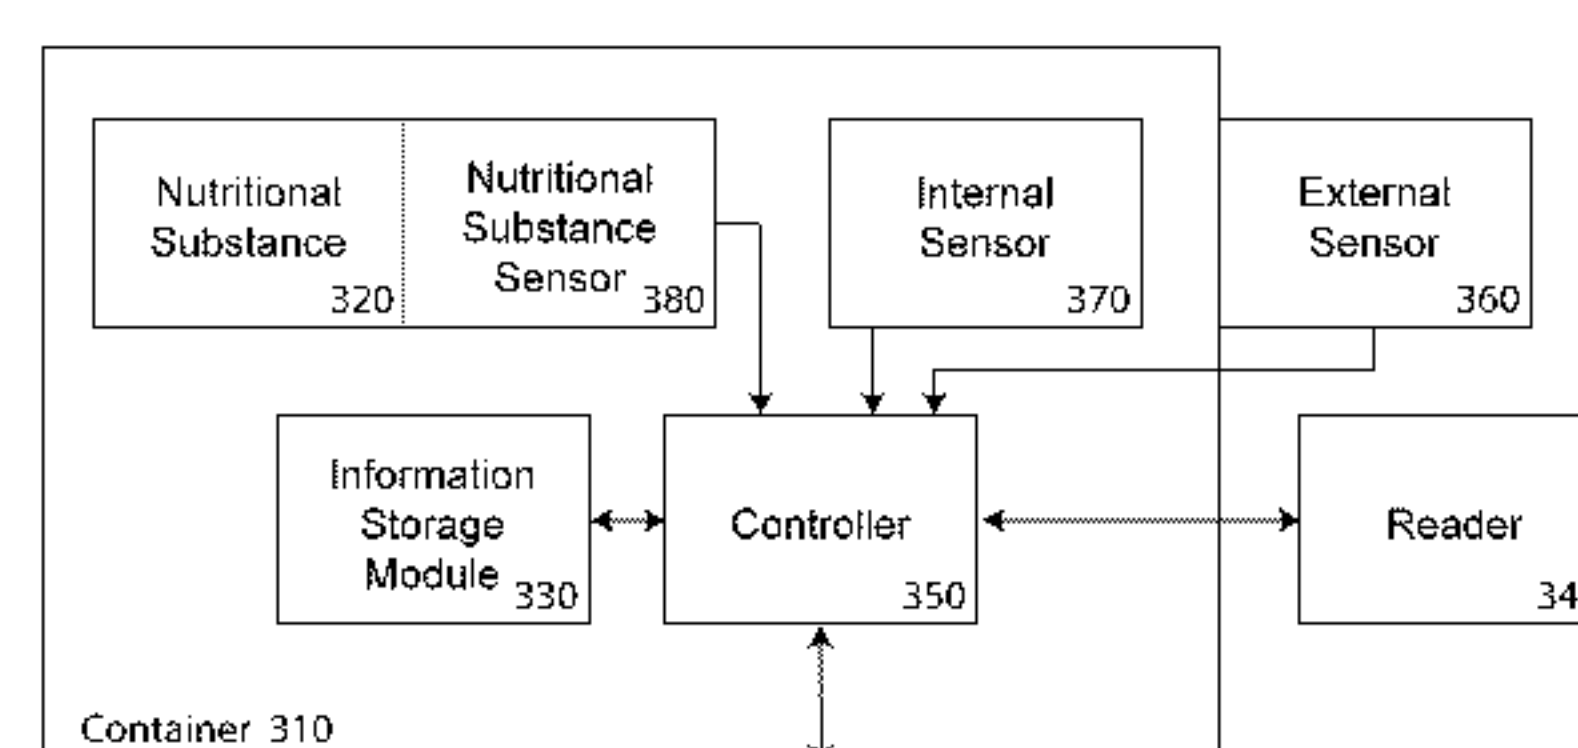 Nutritional
Substance
320
Nutritional
Substance
Sensor
380
Internal
Sensor
370
External
Sensor
360
Information
Storage
Module
330
Controller
350
Reader
34
Container 310